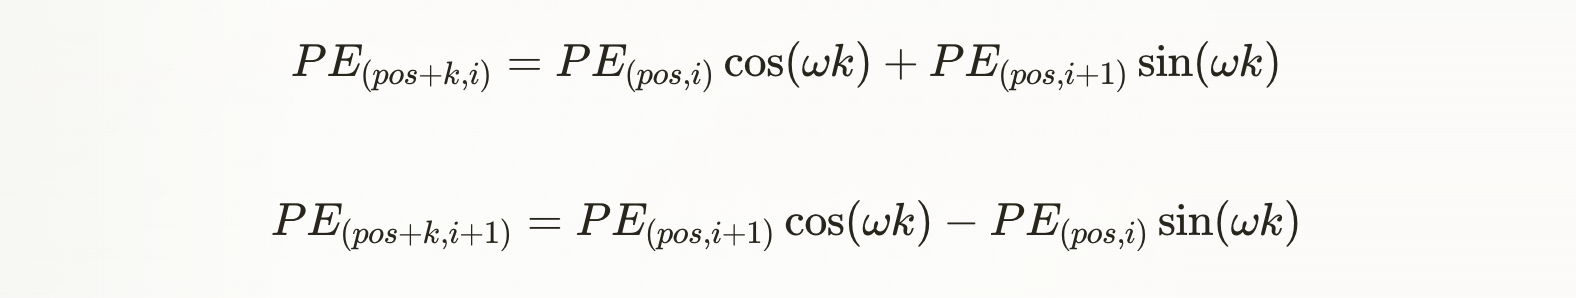 PE_{(pos+k,i)} = PE_{(pos,i)} cos(ωk) + PE_{(pos,i+1)} sin(ωk)
PE_{(pos+k,i+1)} = PE_{(pos,i+1)} cos(ωk) − PE_{(pos,i)} sin(ωk)